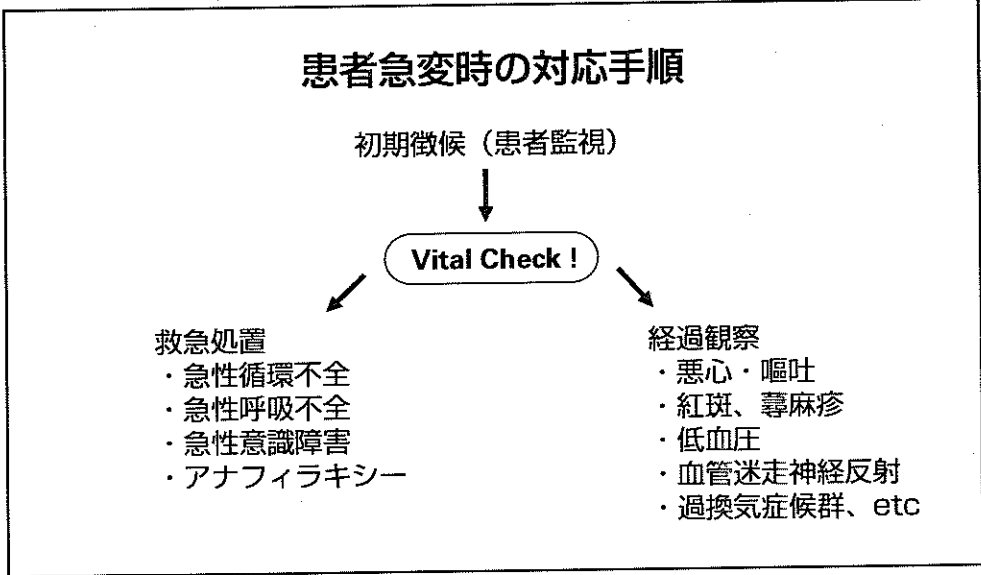 患者急変時の対応手順
初期徴候（患者監視）
Vital Check！
救急処置
・急性循環不全
・急性呼吸不全
・急性意識障害
・アナフィラキシー
経過観察
・悪心・嘔吐
・紅斑、蕁麻疹
・低血圧
・血管迷走神経反射
・過換気症候群、etc